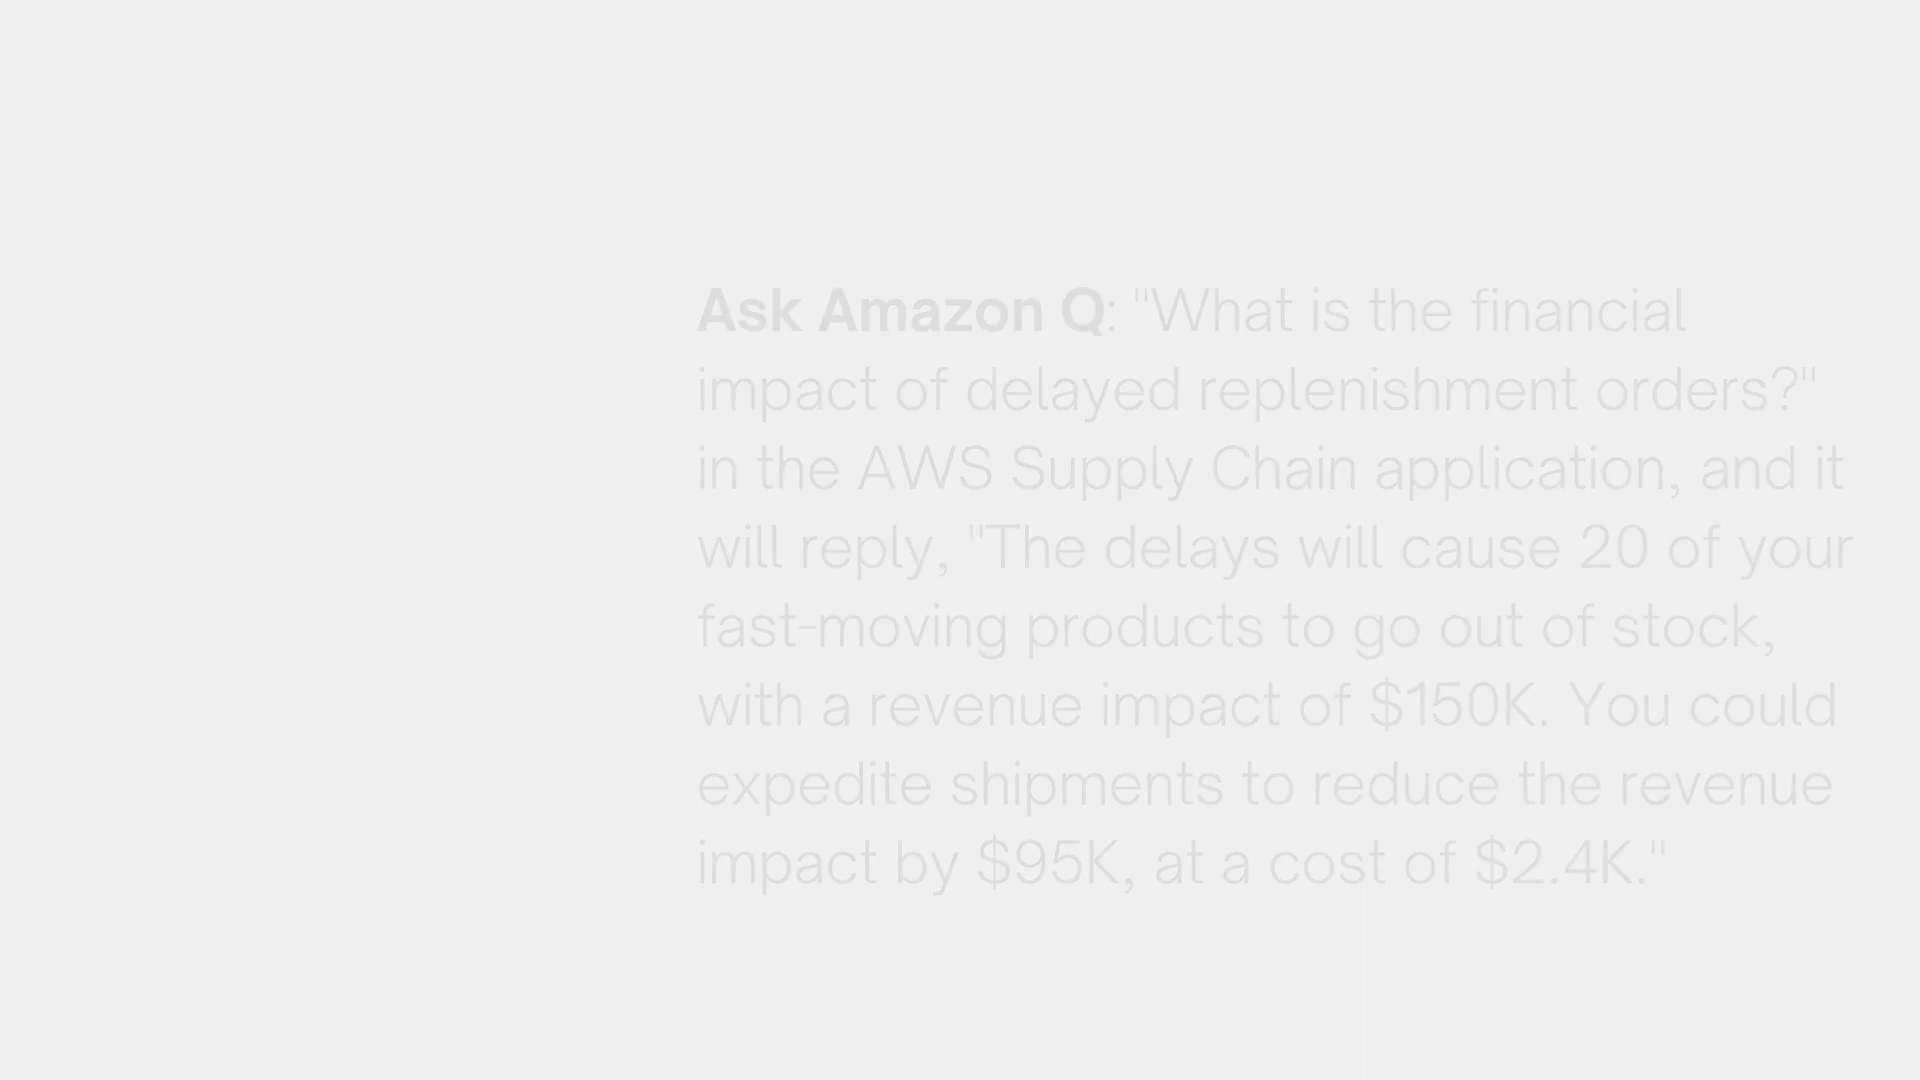 Ask Amazon Q: "What is the financial
impact of delayed replenishment orders?"
in the AWS Supply Chain application, and it
will reply, "The delays will cause 20 of your
fast-moving products to go out of stock,
with a revenue impact of $150K. You could
expedite shipments to reduce the revenue
impact by $95K, at a cost of $2.4K."